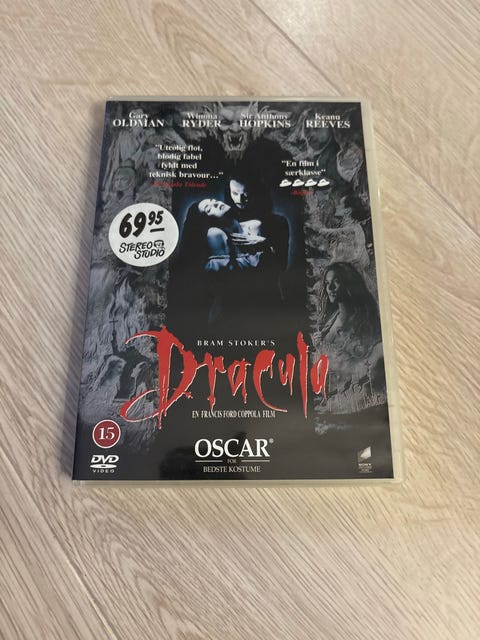 Gary OLDMAN
Winona RYDER
Sir Anthony HOPKINS
Keanu REEVES
"Utrolig flot,
blodig fabel
fyldt med
teknisk bravour..."
"En film i
særklasse"
69 95
STEREO STUDIO
BRAM STOKER'S
Dracula
EN FRANCIS FORD COPPOLA FILM
15
OSCAR®
FOR
BEDSTE KOSTUME
DVD
VIDEO
SONY